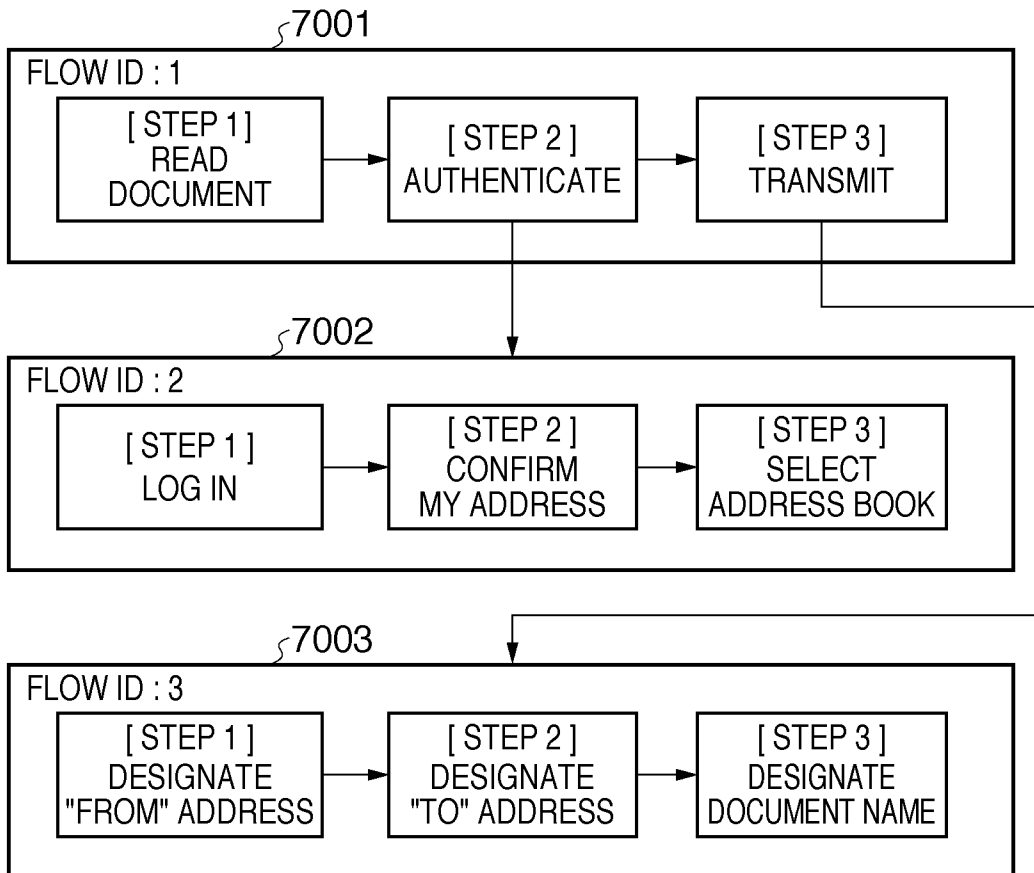 7001
FLOW ID : 1
[ STEP 1 ]
READ
DOCUMENT
[ STEP 2 ]
AUTHENTICATE
[ STEP 3 ]
TRANSMIT
7002
FLOW ID : 2
[ STEP 1 ]
LOG IN
[ STEP 2 ]
CONFIRM
MY ADDRESS
[ STEP 3 ]
SELECT
ADDRESS BOOK
7003
FLOW ID : 3
[ STEP 1 ]
DESIGNATE
"FROM" ADDRESS
[ STEP 2 ]
DESIGNATE
"TO" ADDRESS
[ STEP 3 ]
DESIGNATE
DOCUMENT NAME